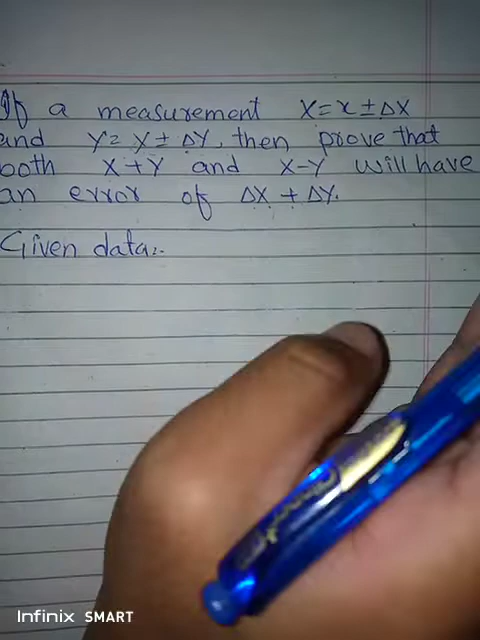 If a measurement X=x±ΔX
and Y=y±ΔY, then prove that
both X+Y and X-Y will have
an error of ΔX+ΔY.
Given data:-
Infinix SMART